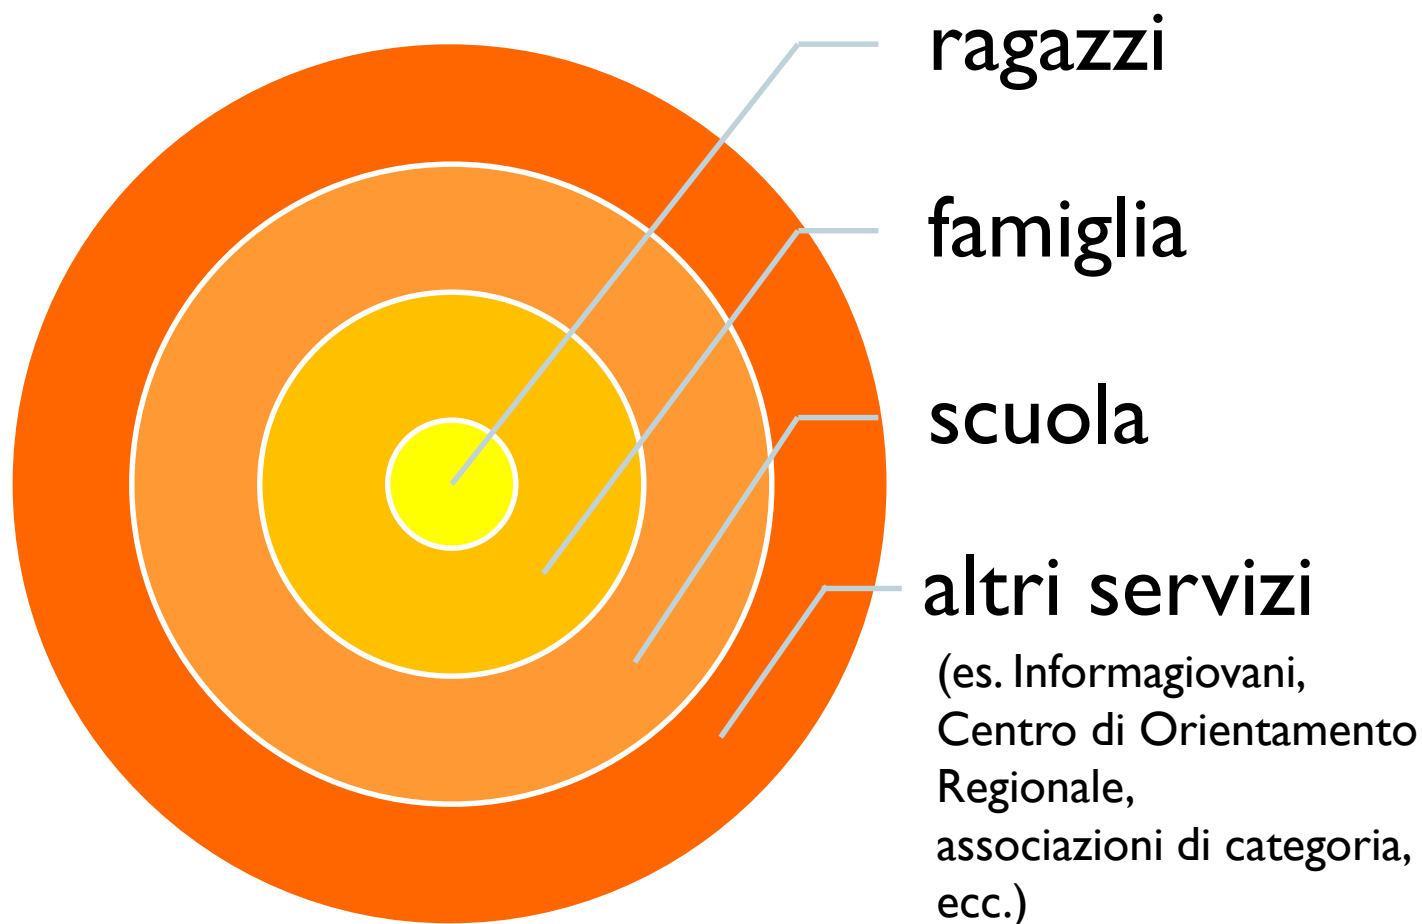 ragazzi
famiglia
scuola
altri servizi
(es. Informagiovani,
Centro di Orientamento
Regionale,
associazioni di categoria,
ecc.)